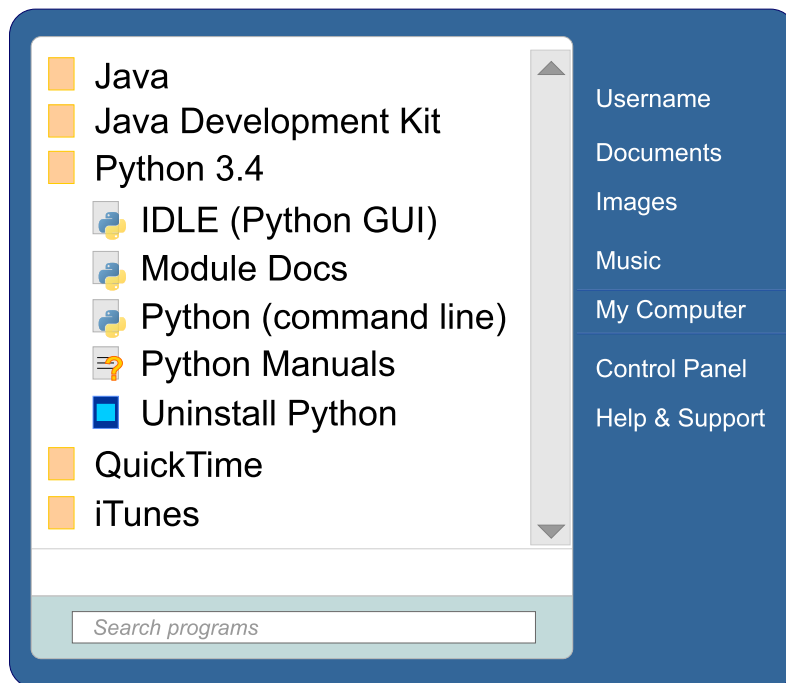 Java
Java Development Kit
Python 3.4
IDLE (Python GUI)
Module Docs
Python (command line)
Python Manuals
Uninstall Python
QuickTime
iTunes
Search programs
Username
Documents
Images
Music
My Computer
Control Panel
Help & Support